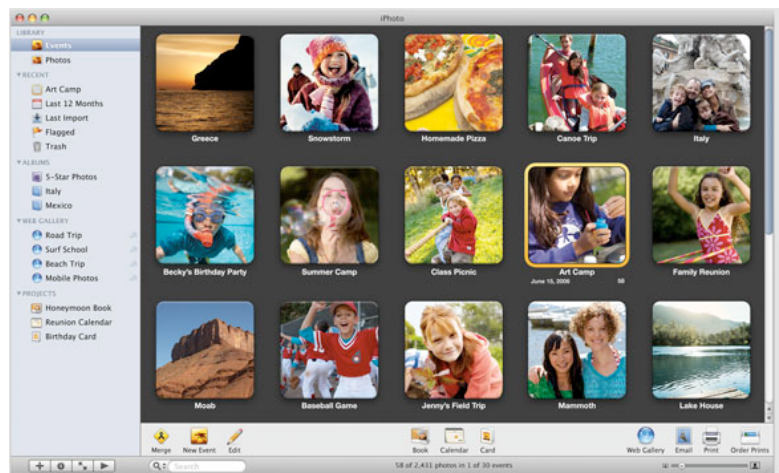 iPhoto
LIBRARY
Events
Photos
RECENT
Art Camp
Last 12 Months
Last Import
Flagged
Trash
ALBUMS
5-Star Photos
Italy
Mexico
WEB GALLERY
Road Trip
Surf School
Beach Trip
Mobile Photos
PROJECTS
Honeymoon Book
Reunion Calendar
Birthday Card
Greece
Snowstorm
Homemade Pizza
Canoe Trip
Italy
Becky's Birthday Party
Summer Camp
Class Picnic
Art Camp
June 15, 2008 58
Family Reunion
Moab
Baseball Game
Jenny's Field Trip
Mammoth
Lake House
Merge New Event Edit Book Calendar Card Web Gallery Email Print Order Prints
Search 58 of 2,411 photos in 1 of 30 events